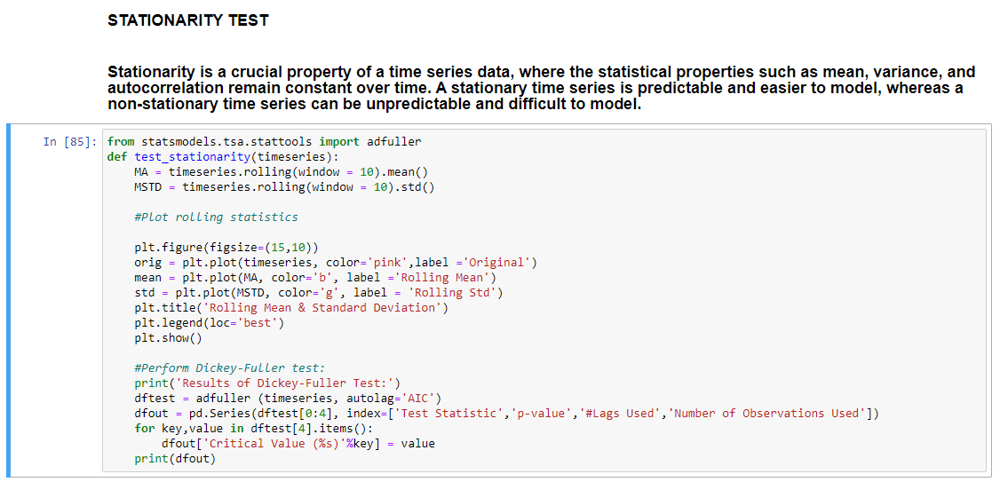 STATIONARITY TEST
Stationarity is a crucial property of a time series data, where the statistical properties such as mean, variance, and
autocorrelation remain constant over time. A stationary time series is predictable and easier to model, whereas a
non-stationary time series can be unpredictable and difficult to model.
In [85]: from statsmodels.tsa.stattools import adfuller
def test_stationarity(timeseries):
    MA = timeseries.rolling(window = 10).mean()
    MSTD = timeseries.rolling(window = 10).std()

    #Plot rolling statistics

    plt.figure(figsize=(15,10))
    orig = plt.plot(timeseries, color='pink',label ='Original')
    mean = plt.plot(MA, color='b', label ='Rolling Mean')
    std = plt.plot(MSTD, color='g', label = 'Rolling Std')
    plt.title('Rolling Mean & Standard Deviation')
    plt.legend(loc='best')
    plt.show()

    #Perform Dickey-Fuller test:
    print('Results of Dickey-Fuller Test:')
    dftest = adfuller (timeseries, autolag='AIC')
    dfout = pd.Series(dftest[0:4], index=['Test Statistic','p-value','#Lags Used','Number of Observations Used'])
    for key,value in dftest[4].items():
        dfout['Critical Value (%s)'%key] = value
    print(dfout)